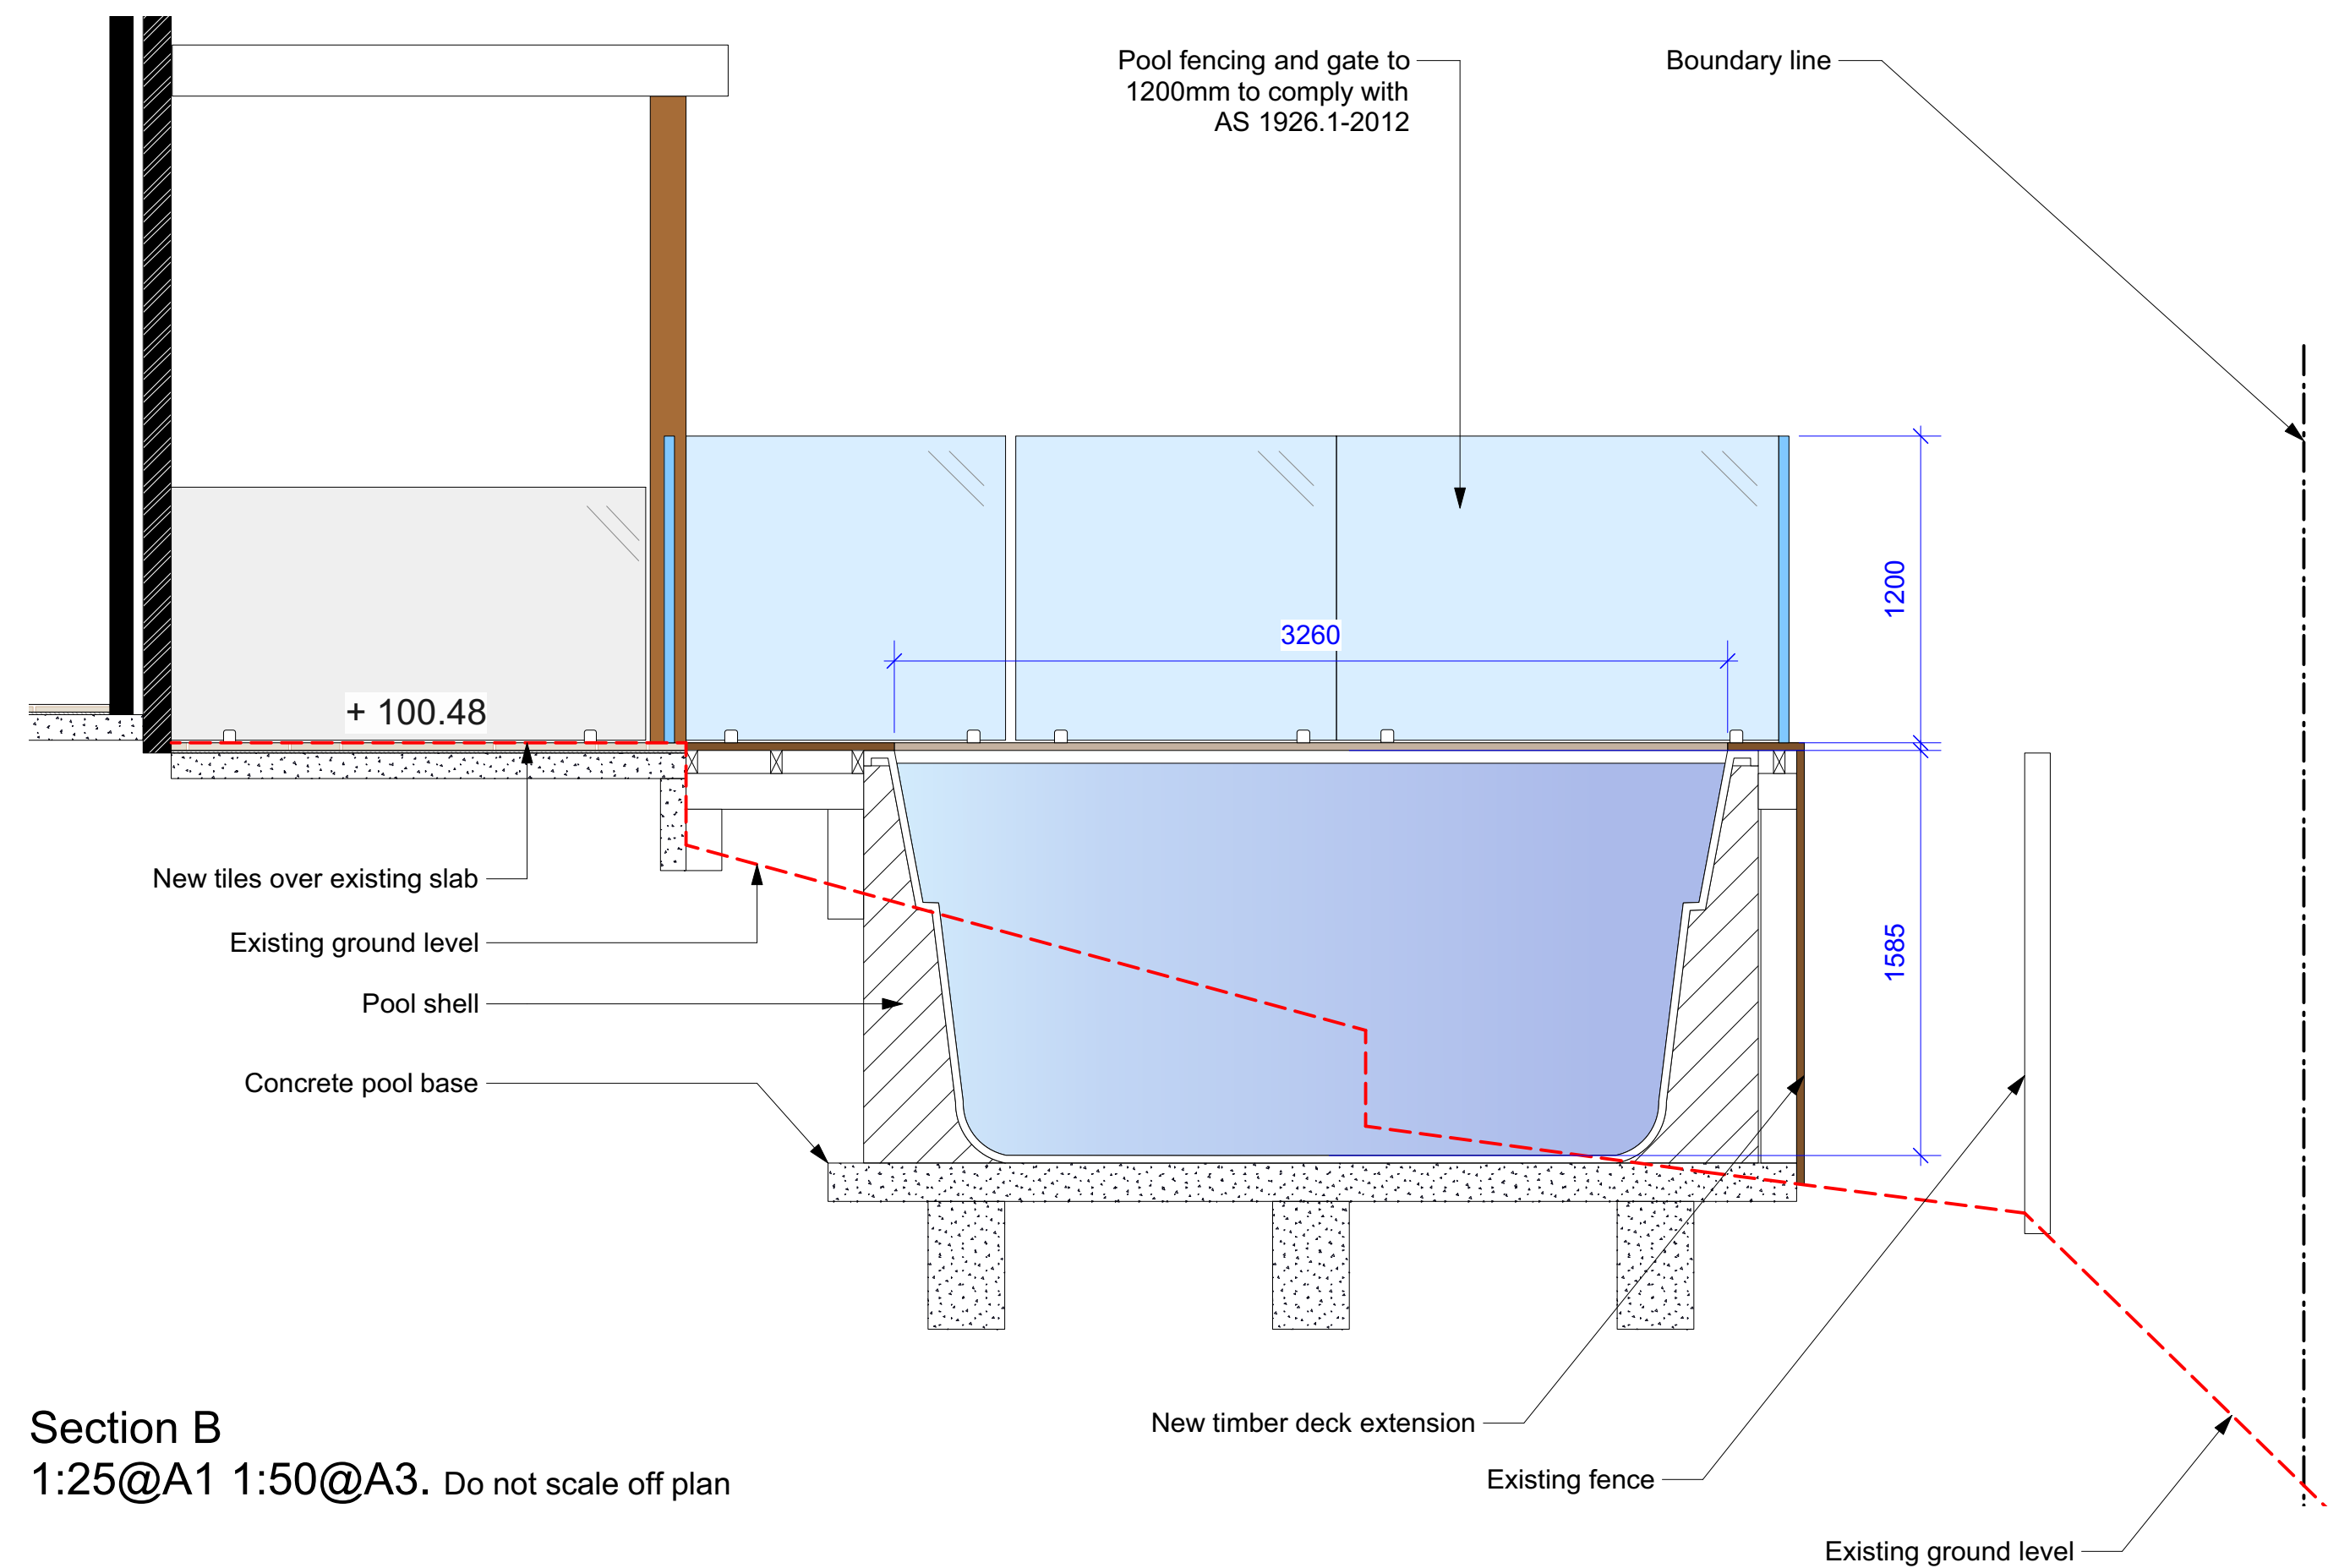 Pool fencing and gate to
1200mm to comply with
AS 1926.1-2012
Boundary line
1200
3260
+ 100.48
New tiles over existing slab
Existing ground level
1585
Pool shell
Concrete pool base
New timber deck extension
Existing fence
Existing ground level
Section B
1:25@A1 1:50@A3. Do not scale off plan